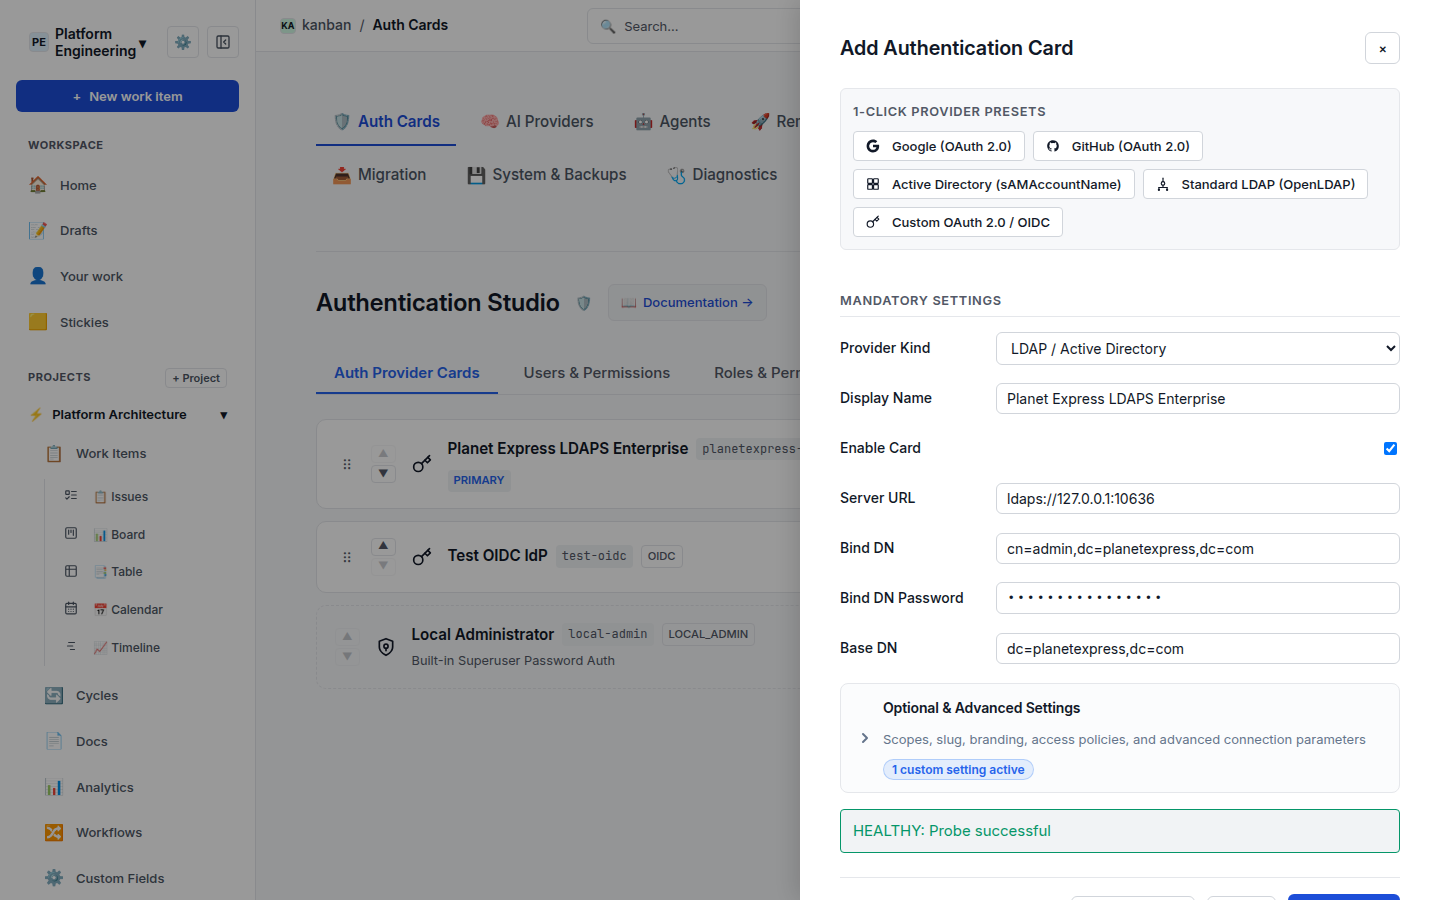 PE Platform Engineering ▼
+ New work item
WORKSPACE
Home
Drafts
Your work
Stickies
PROJECTS + Project
Platform Architecture ▼
Work Items
Issues
Board
Table
Calendar
Timeline
Cycles
Docs
Analytics
Workflows
Custom Fields
KA kanban / Auth Cards
Search...
Auth Cards AI Providers Agents
Migration System & Backups Diagnostics
Authentication Studio Documentation →
Auth Provider Cards Users & Permissions Roles &
Planet Express LDAPS Enterprise planetexpress-
PRIMARY
Test OIDC IdP test-oidc OIDC
Local Administrator local-admin LOCAL_ADMIN
Built-in Superuser Password Auth
Add Authentication Card ×
1-CLICK PROVIDER PRESETS
Google (OAuth 2.0) GitHub (OAuth 2.0)
Active Directory (sAMAccountName) Standard LDAP (OpenLDAP)
Custom OAuth 2.0 / OIDC
MANDATORY SETTINGS
Provider Kind LDAP / Active Directory
Display Name Planet Express LDAPS Enterprise
Enable Card
Server URL ldaps://127.0.0.1:10636
Bind DN cn=admin,dc=planetexpress,dc=com
Bind DN Password ••••••••••••••••
Base DN dc=planetexpress,dc=com
Optional & Advanced Settings
Scopes, slug, branding, access policies, and advanced connection parameters
1 custom setting active
HEALTHY: Probe successful